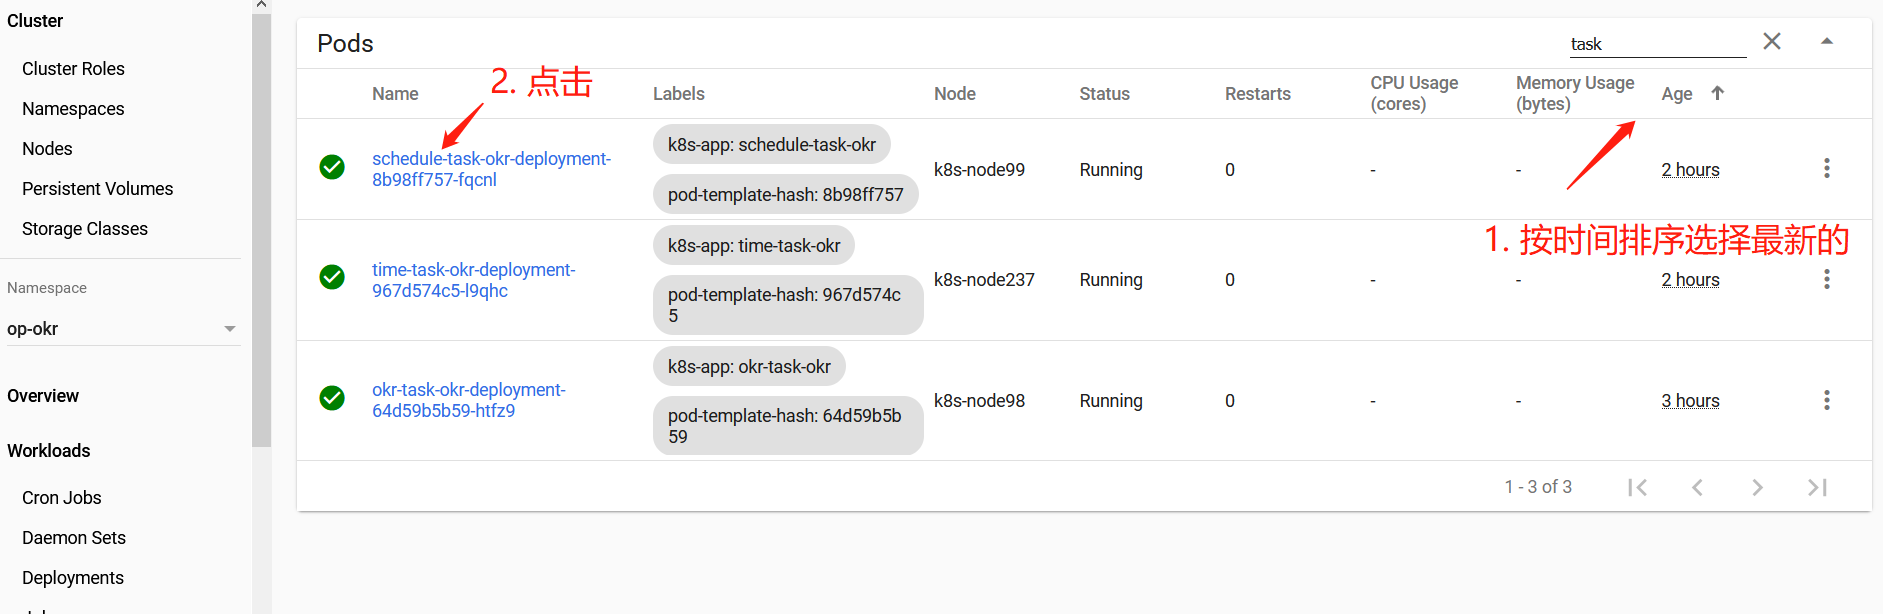 Cluster
Cluster Roles
Namespaces
Nodes
Persistent Volumes
Storage Classes
Namespace
op-okr
Overview
Workloads
Cron Jobs
Daemon Sets
Deployments
Pods
task
2. 点击
Name
Labels
Node
Status
Restarts
CPU Usage
(cores)
Memory Usage
(bytes)
Age
schedule-task-okr-deployment-
8b98ff757-fqcnl
k8s-app: schedule-task-okr
pod-template-hash: 8b98ff757
k8s-node99
Running
0
-
-
2 hours
1. 按时间排序选择最新的
time-task-okr-deployment-
967d574c5-l9qhc
k8s-app: time-task-okr
pod-template-hash: 967d574c
5
k8s-node237
Running
0
-
-
2 hours
okr-task-okr-deployment-
64d59b5b59-htfz9
k8s-app: okr-task-okr
pod-template-hash: 64d59b5b
59
k8s-node98
Running
0
-
-
3 hours
1 - 3 of 3